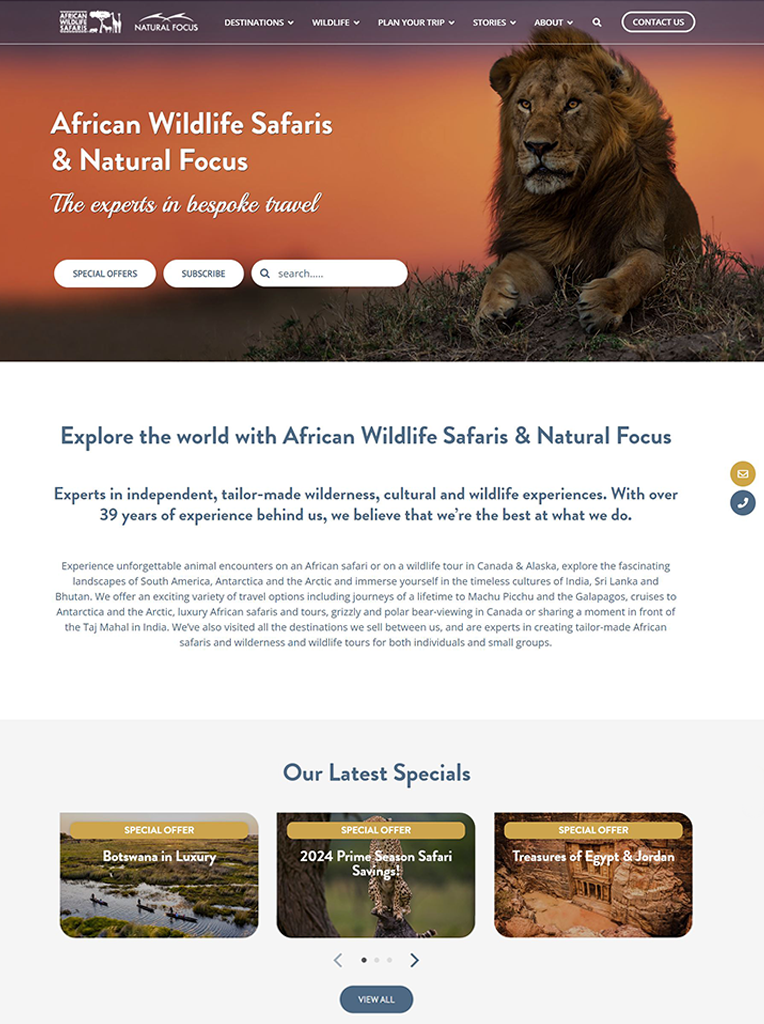 AFRICAN
WILDLIFE
SAFARIS
NATURAL FOCUS
DESTINATIONS
WILDLIFE
PLAN YOUR TRIP
STORIES
ABOUT
CONTACT US
African Wildlife Safaris
& Natural Focus
The experts in bespoke travel
SPECIAL OFFERS
SUBSCRIBE
search.....
Explore the world with African Wildlife Safaris & Natural Focus
Experts in independent, tailor-made wilderness, cultural and wildlife experiences. With over
39 years of experience behind us, we believe that we're the best at what we do.
Experience unforgettable animal encounters on an African safari or on a wildlife tour in Canada & Alaska, explore the fascinating
landscapes of South America, Antarctica and the Arctic and immerse yourself in the timeless cultures of India, Sri Lanka and
Bhutan. We offer an exciting variety of travel options including journeys of a lifetime to Machu Picchu and the Galapagos, cruises to
Antarctica and the Arctic, luxury African safaris and tours, grizzly and polar bear-viewing in Canada or sharing a moment in front of
the Taj Mahal in India. We've also visited all the destinations we sell between us, and are experts in creating tailor-made African
safaris and wilderness and wildlife tours for both individuals and small groups.
Our Latest Specials
SPECIAL OFFER
Botswana in Luxury
SPECIAL OFFER
2024 Prime Season Safari
Savings!
SPECIAL OFFER
Treasures of Egypt & Jordan
VIEW ALL